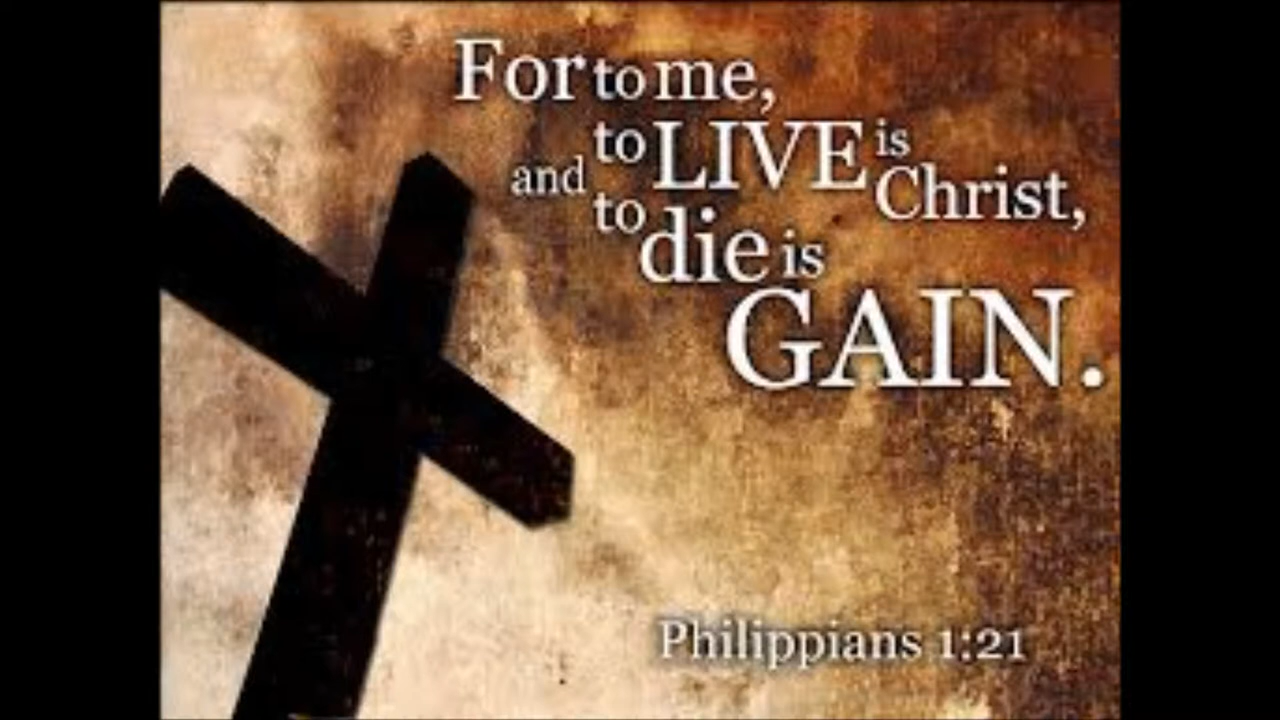 For to me,
to LIVE is
and Christ,
to die is
GAIN.
Philippians 1:21